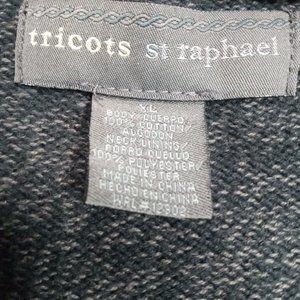 tricots st raphael
XL
BODY/CUERPO/
100% COTTON/
ALGODON
NECK LINING/
FORRO CUELLO
100% POLYESTER/
POLIESTER
MADE IN CHINA
HECHO EN CHINA